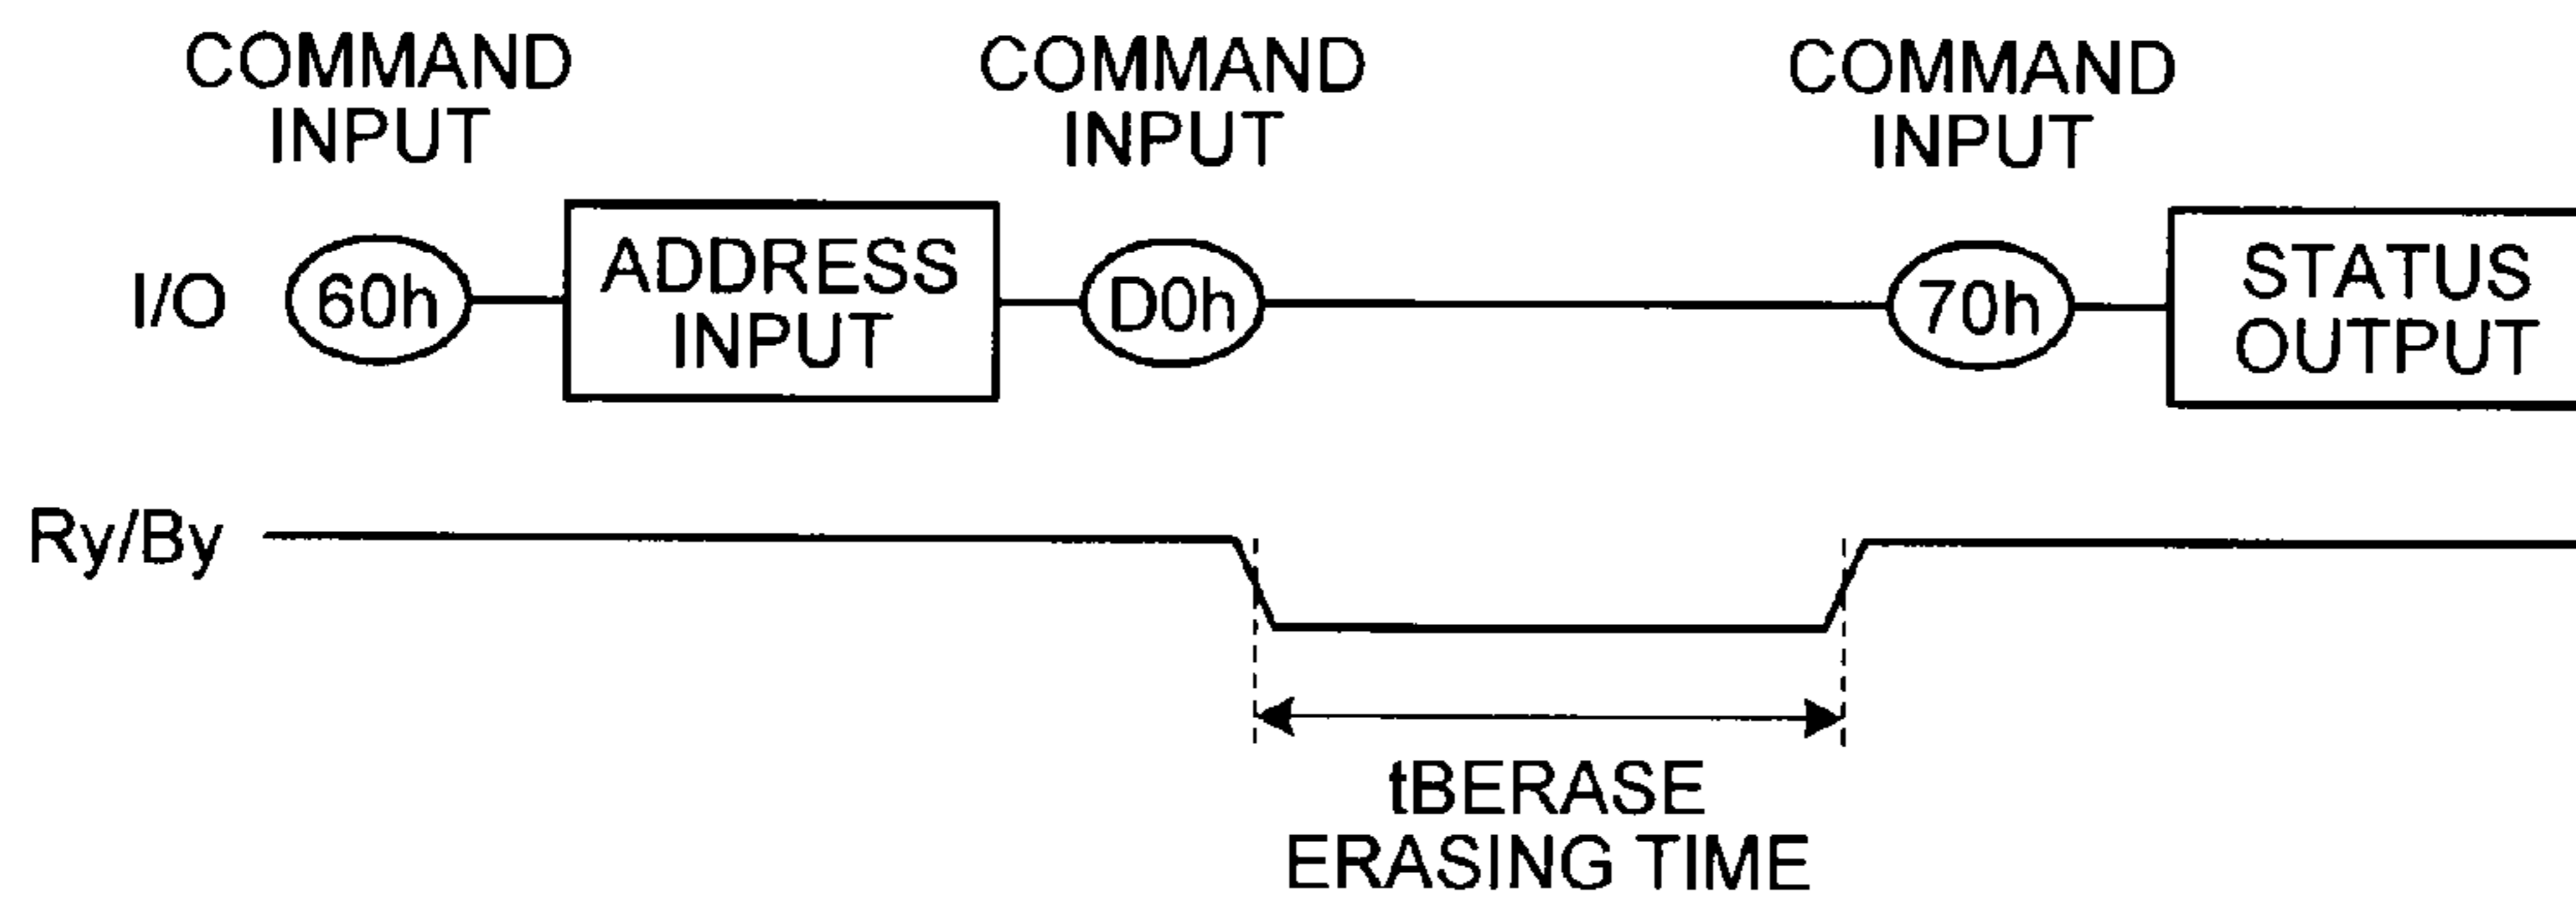 COMMAND INPUT
COMMAND INPUT
COMMAND INPUT
I/O 60h ADDRESS INPUT D0h 70h STATUS OUTPUT
Ry/By
tBERASE
ERASING TIME